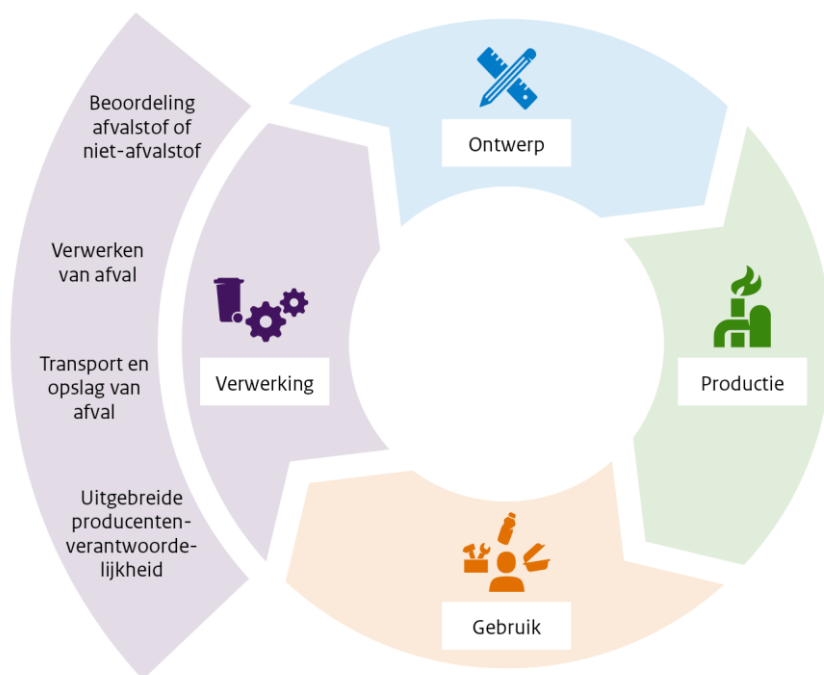 Beoordeling
afvalstof of
niet-afvalstof
Verwerken
van afval
Transport en
opslag van
afval
Uitgebreide
producenten-
verantwoorde-
lijkheid
Ontwerp
Productie
Gebruik
Verwerking